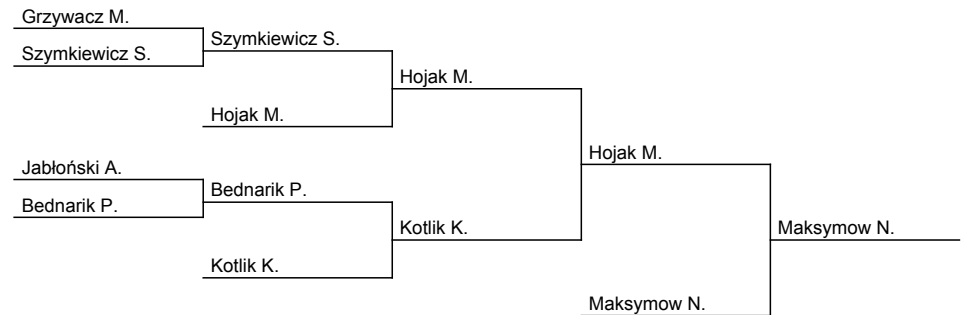 Grzywacz M.
Szymkiewicz S.
Szymkiewicz S.
Hojak M.
Hojak M.
Hojak M.
Jabłoński A.
Bednarik P.
Bednarik P.
Kotlik K.
Maksymow N.
Kotlik K.
Maksymow N.